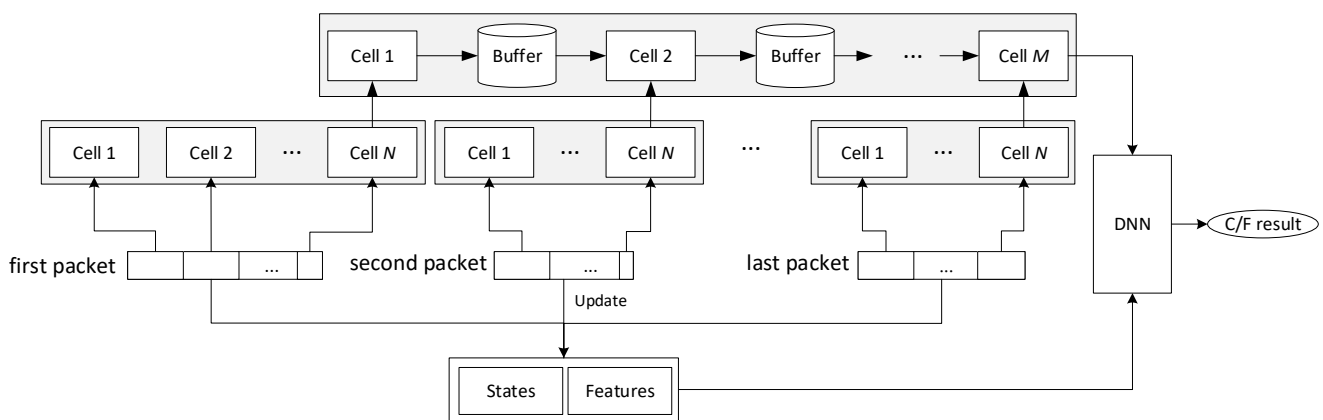 Cell 1
Buffer
Cell 2
Buffer
...
Cell M
Cell 1
Cell 2
...
Cell N
Cell 1
...
Cell N
...
Cell 1
...
Cell N
DNN
C/F result
first packet
...
second packet
...
last packet
...
Update
States
Features